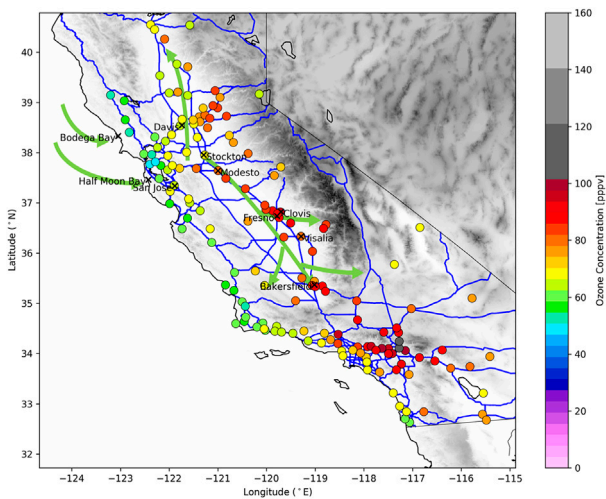 160
140
120
100
80
60
40
20
0
Ozone Concentration [ppbv]
40
39
38
37
36
35
34
33
32
Latitude (°N)
Bodega Bay
Davis
Stockton
Modesto
Half Moon Bay
San Jose
Clovis
Fresno
Visalia
Bakersfield
−124 −123 −122 −121 −120 −119 −118 −117 −116 −115
Longitude (°E)